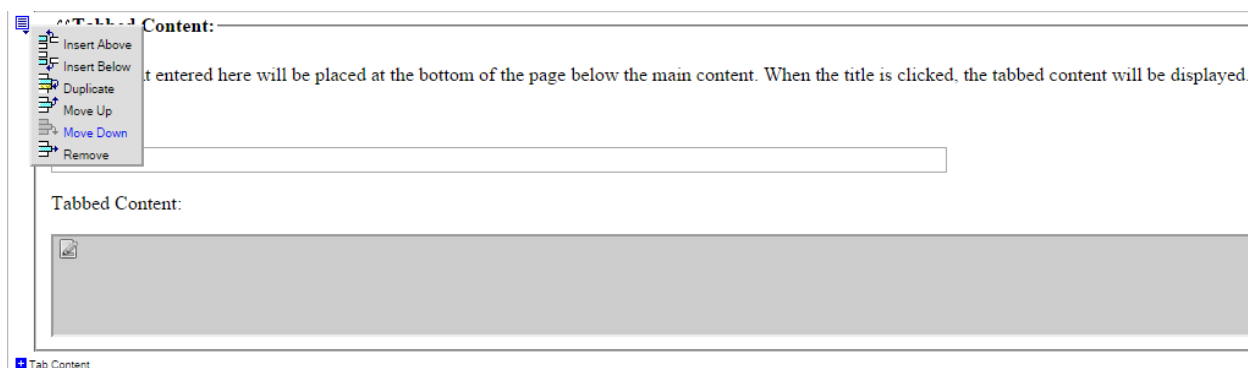 Tabbed Content:
Insert Above
Insert Below
Duplicate
Move Up
Move Down
Remove
entered here will be placed at the bottom of the page below the main content. When the title is clicked, the tabbed content will be displayed.
Tabbed Content:
Tab Content